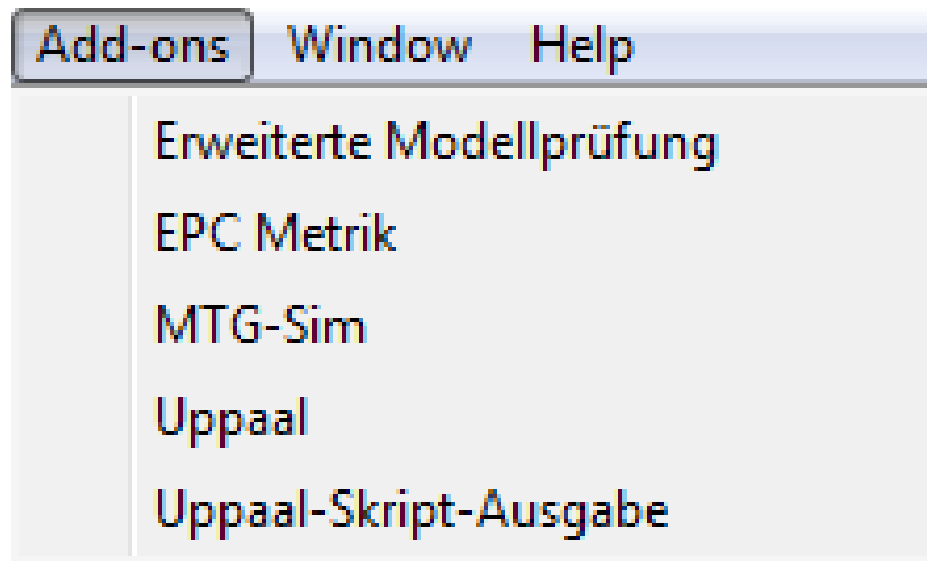 Add-ons Window Help
Erweiterte Modellprüfung
EPC Metrik
MTG-Sim
Uppaal
Uppaal-Skript-Ausgabe